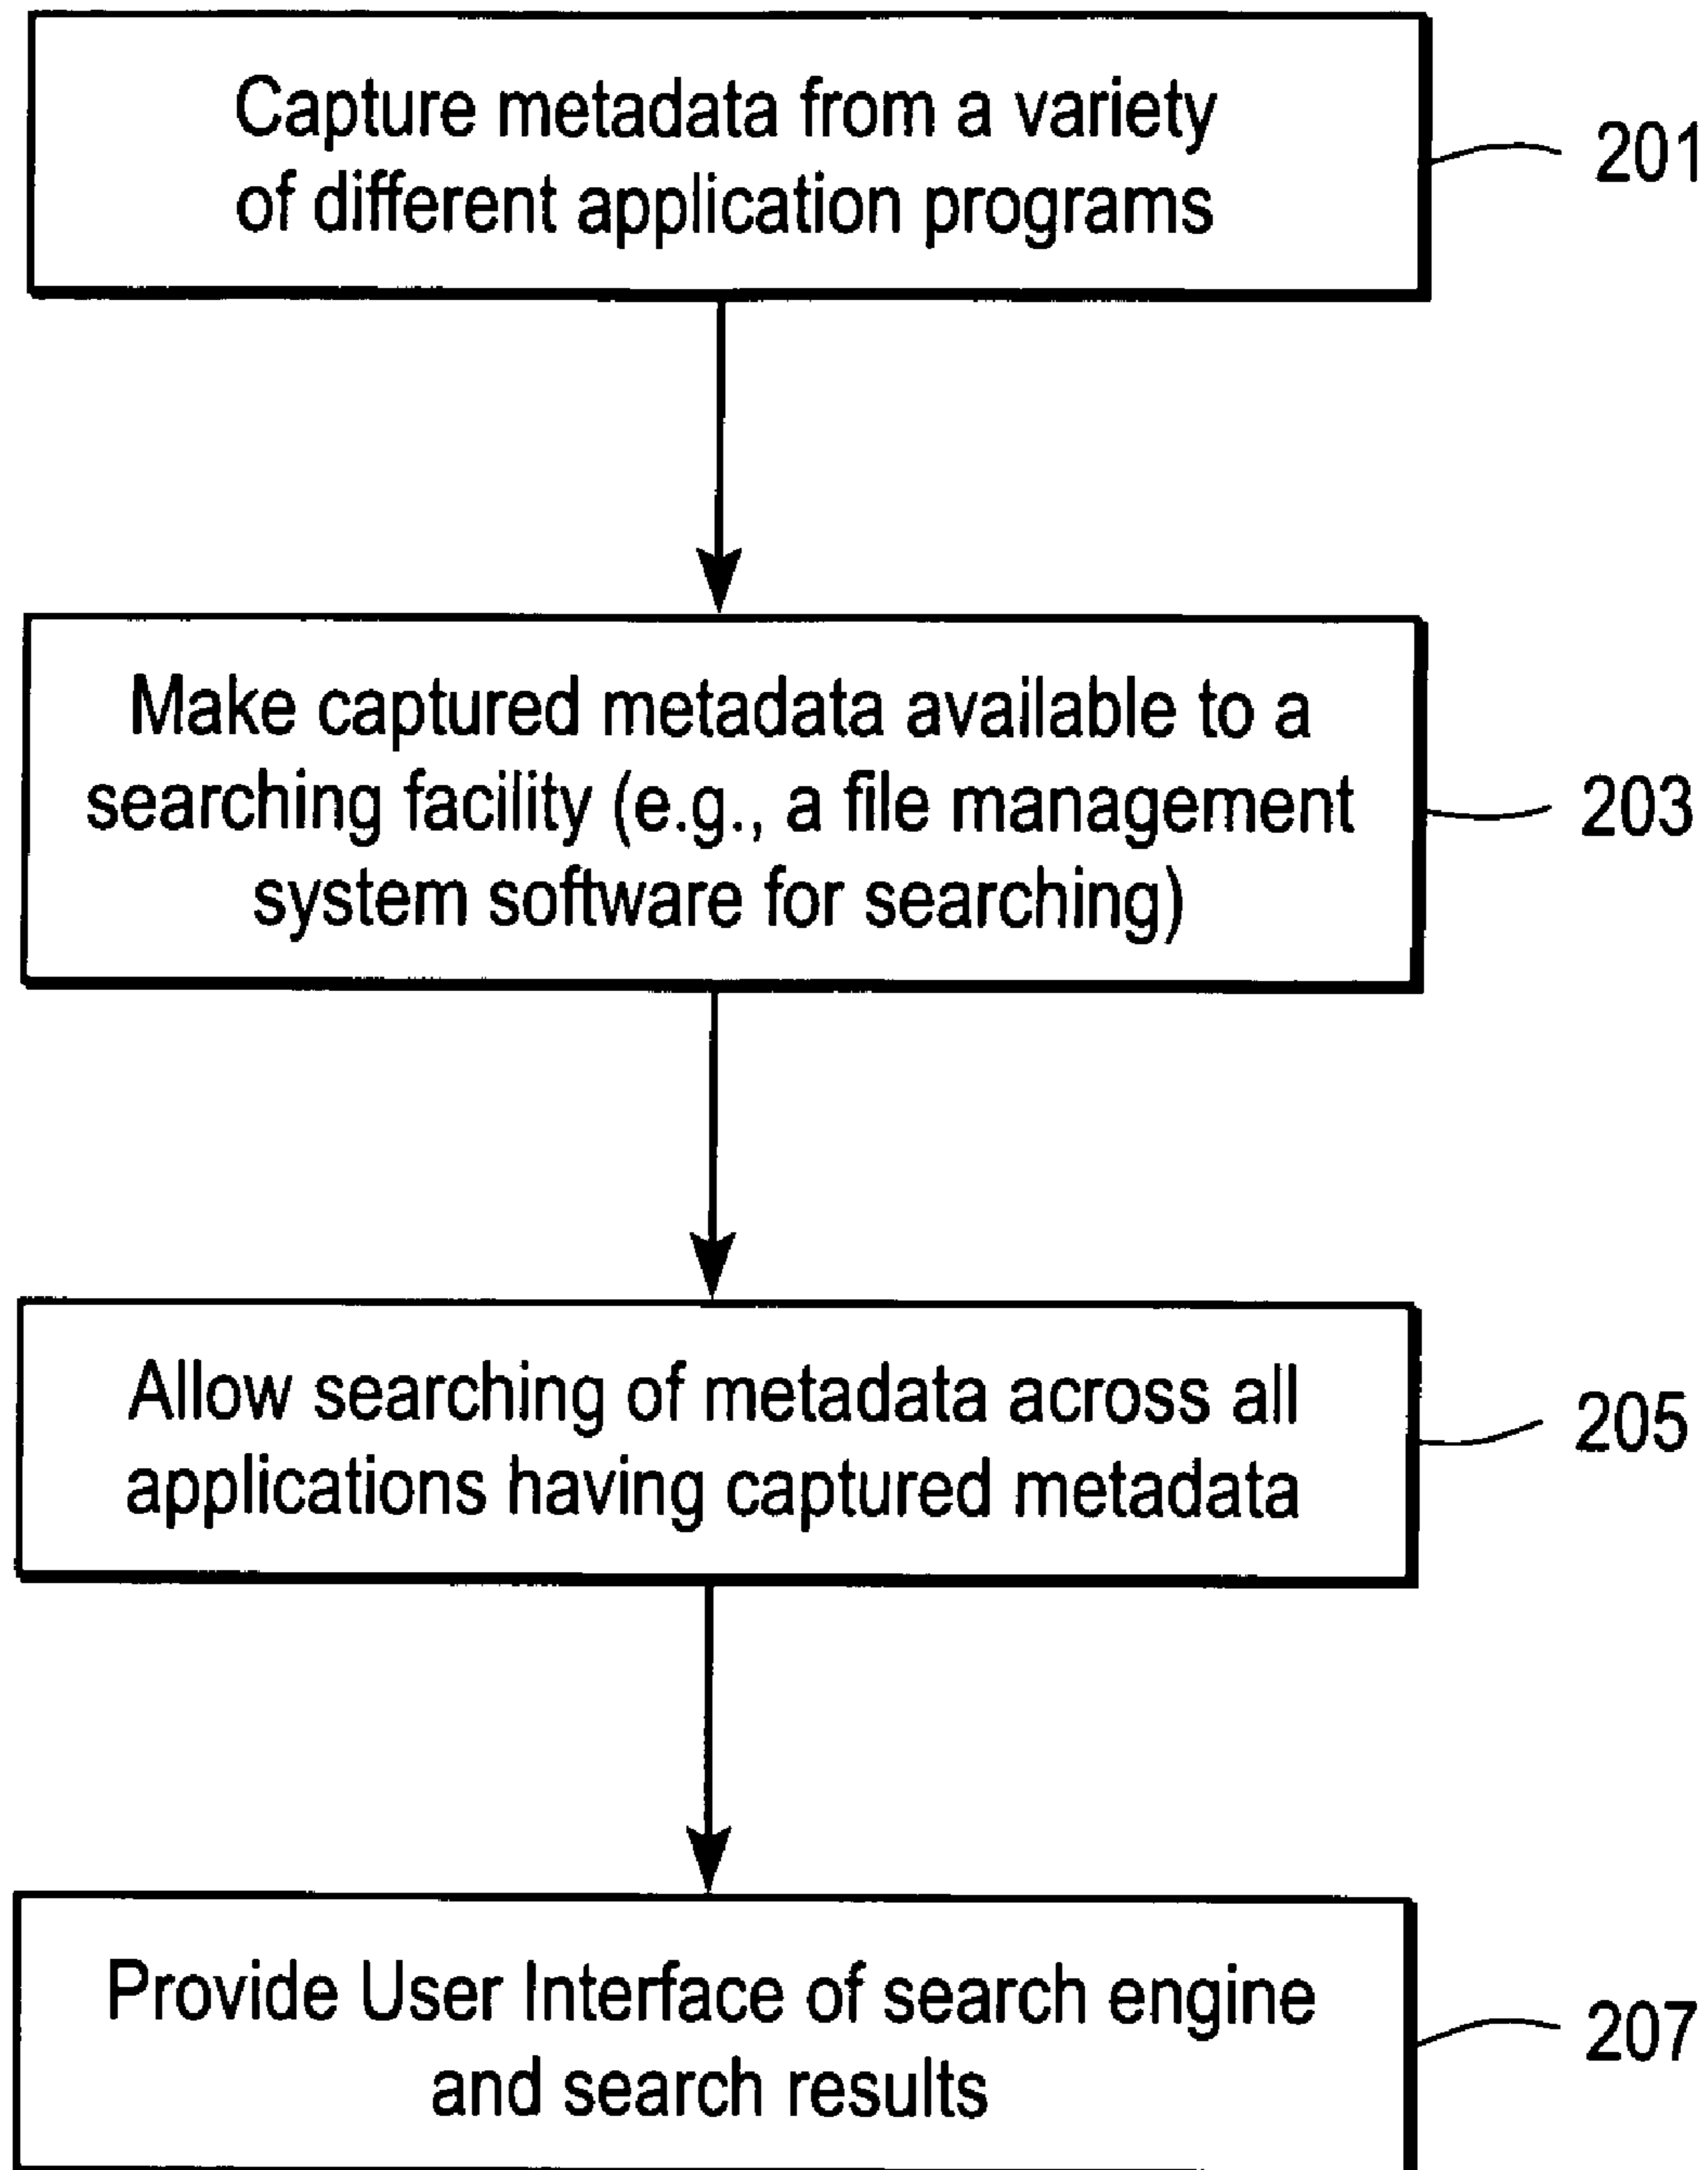 Capture metadata from a variety
of different application programs
201
Make captured metadata available to a
searching facility (e.g., a file management
system software for searching)
203
Allow searching of metadata across all
applications having captured metadata
205
Provide User Interface of search engine
and search results
207